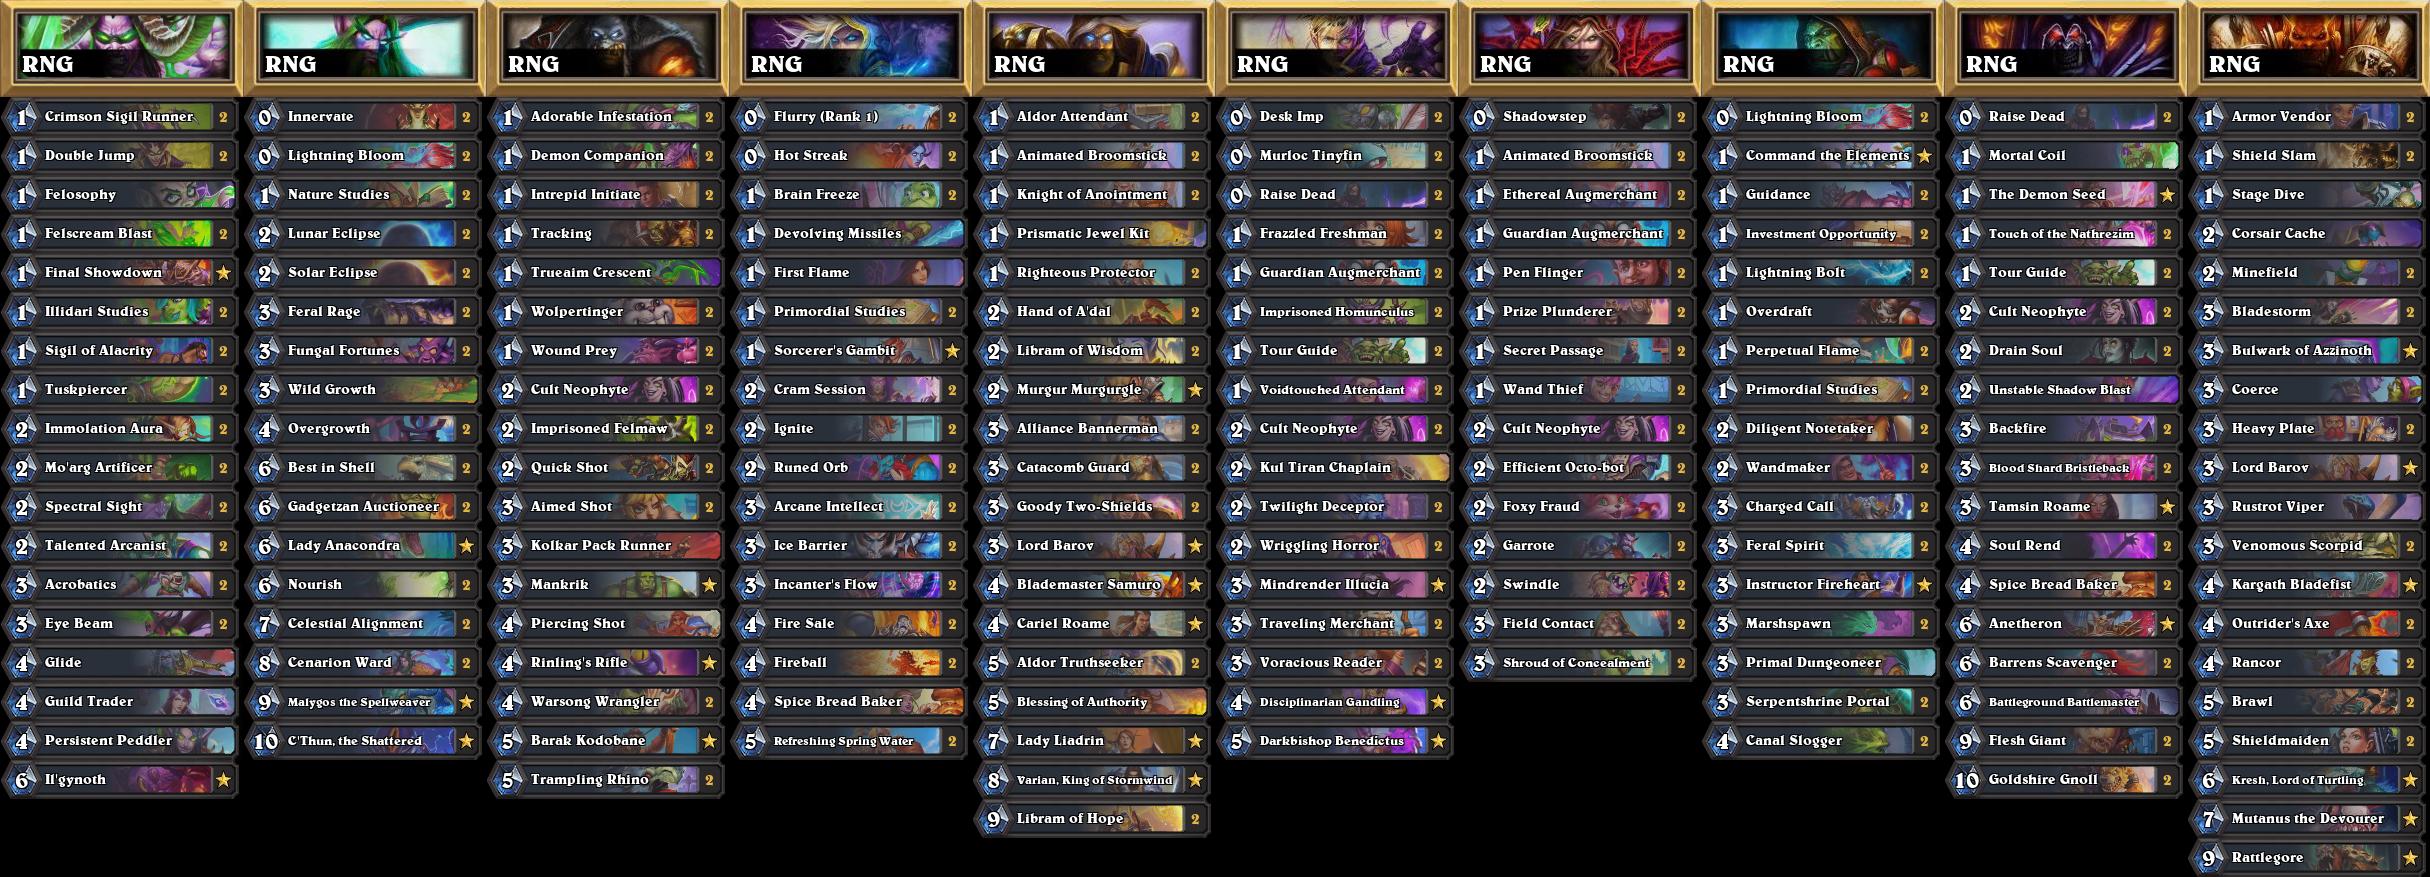 RNG
1 Crimson Sigil Runner 2
1 Double Jump 2
1 Felosophy
1 Felscream Blast 2
1 Final Showdown
1 Illidari Studies 2
1 Sigil of Alacrity 2
1 Tuskpiercer 2
2 Immolation Aura 2
2 Mo'arg Artificer 2
2 Spectral Sight 2
2 Talented Arcanist 2
3 Acrobatics 2
3 Eye Beam 2
4 Glide
4 Guild Trader
4 Persistent Peddler
6 Il'gynoth
RNG
0 Innervate 2
0 Lightning Bloom 2
1 Nature Studies 2
2 Lunar Eclipse 2
2 Solar Eclipse 2
3 Feral Rage 2
3 Fungal Fortunes 2
3 Wild Growth
4 Overgrowth 2
6 Best in Shell 2
6 Gadgetzan Auctioneer 2
6 Lady Anacondra
6 Nourish 2
7 Celestial Alignment 2
8 Cenarion Ward 2
9 Malygos the Spellweaver
10 C'Thun, the Shattered
RNG
1 Adorable Infestation 2
1 Demon Companion 2
1 Intrepid Initiate 2
1 Tracking 2
1 Trueaim Crescent
1 Wolpertinger 2
1 Wound Prey 2
2 Cult Neophyte 2
2 Imprisoned Felmaw 2
2 Quick Shot 2
3 Aimed Shot 2
3 Kolkar Pack Runner
3 Mankrik
4 Piercing Shot
4 Rinling's Rifle
4 Warsong Wrangler 2
5 Barak Kodobane
5 Trampling Rhino 2
RNG
0 Flurry (Rank 1) 2
0 Hot Streak 2
1 Brain Freeze 2
1 Devolving Missiles
1 First Flame
1 Primordial Studies 2
1 Sorcerer's Gambit
2 Cram Session 2
2 Ignite 2
2 Runed Orb 2
3 Arcane Intellect 2
3 Ice Barrier 2
3 Incanter's Flow 2
4 Fire Sale 2
4 Fireball 2
4 Spice Bread Baker
5 Refreshing Spring Water 2
RNG
1 Aldor Attendant 2
1 Animated Broomstick 2
1 Knight of Anointment 2
1 Prismatic Jewel Kit
1 Righteous Protector 2
2 Hand of A'dal 2
2 Libram of Wisdom 2
2 Murgur Murgurgle
3 Alliance Bannerman 2
3 Catacomb Guard 2
3 Goody Two-Shields 2
3 Lord Barov
4 Blademaster Samuro
4 Cariel Roame
5 Aldor Truthseeker 2
5 Blessing of Authority
7 Lady Liadrin
8 Varian, King of Stormwind
9 Libram of Hope 2
RNG
0 Desk Imp 2
0 Murloc Tinyfin 2
0 Raise Dead 2
1 Frazzled Freshman 2
1 Guardian Augmerchant 2
1 Imprisoned Homunculus 2
1 Tour Guide 2
1 Voidtouched Attendant 2
2 Cult Neophyte 2
2 Kul Tiran Chaplain
2 Twilight Deceptor 2
2 Wriggling Horror 2
3 Mindrender Illucia
3 Traveling Merchant 2
3 Voracious Reader 2
4 Disciplinarian Gandling
5 Darkbishop Benedictus
RNG
0 Shadowstep 2
1 Animated Broomstick 2
1 Ethereal Augmerchant 2
1 Guardian Augmerchant 2
1 Pen Flinger 2
1 Prize Plunderer 2
1 Secret Passage 2
1 Wand Thief 2
2 Cult Neophyte 2
2 Efficient Octo-bot 2
2 Foxy Fraud 2
2 Garrote 2
2 Swindle 2
3 Field Contact 2
3 Shroud of Concealment 2
RNG
0 Lightning Bloom 2
1 Command the Elements
1 Guidance 2
1 Investment Opportunity 2
1 Lightning Bolt 2
1 Overdraft
1 Perpetual Flame 2
1 Primordial Studies 2
2 Diligent Notetaker 2
2 Wandmaker 2
3 Charged Call 2
3 Feral Spirit 2
3 Instructor Fireheart
3 Marshspawn 2
3 Primal Dungeoneer
3 Serpentshrine Portal 2
4 Canal Slogger 2
RNG
0 Raise Dead 2
1 Mortal Coil
1 The Demon Seed
1 Touch of the Nathrezim 2
1 Tour Guide 2
2 Cult Neophyte 2
2 Drain Soul 2
2 Unstable Shadow Blast
3 Backfire 2
3 Blood Shard Bristleback 2
3 Tamsin Roame
4 Soul Rend 2
4 Spice Bread Baker 2
6 Anetheron
6 Barrens Scavenger 2
6 Battleground Battlemaster
9 Flesh Giant 2
10 Goldshire Gnoll 2
RNG
1 Armor Vendor 2
1 Shield Slam 2
1 Stage Dive
2 Corsair Cache
2 Minefield 2
3 Bladestorm 2
3 Bulwark of Azzinoth
3 Coerce
3 Heavy Plate 2
3 Lord Barov
3 Rustrot Viper
3 Venomous Scorpid 2
4 Kargath Bladefist
4 Outrider's Axe 2
4 Rancor 2
5 Brawl 2
5 Shieldmaiden 2
6 Kresh, Lord of Turtling
7 Mutanus the Devourer
9 Rattlegore